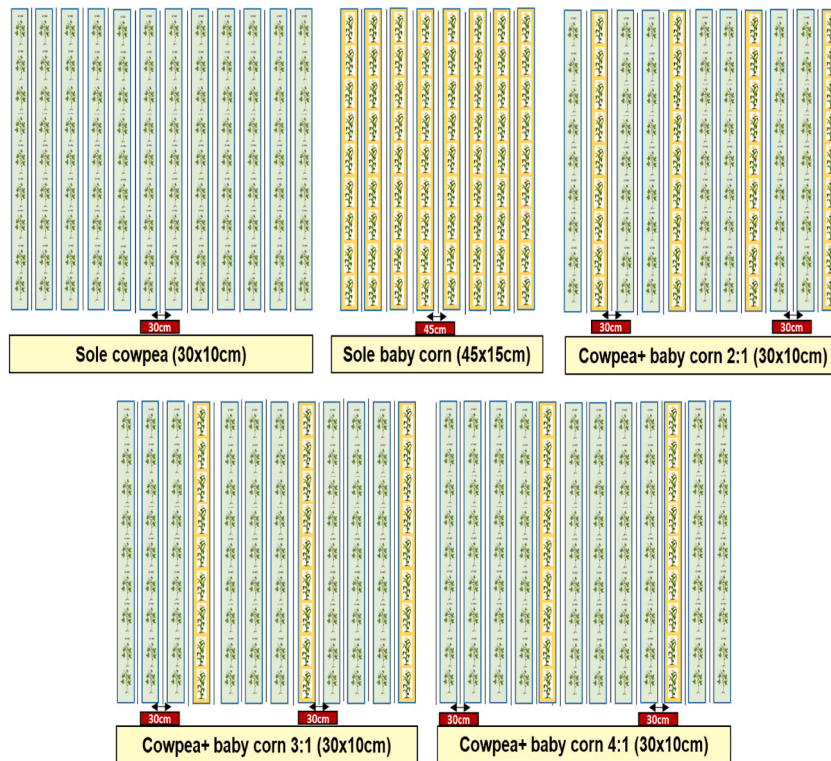 30cm
45cm
30cm
30cm
Sole cowpea (30x10cm)
Sole baby corn (45x15cm)
Cowpea+ baby corn 2:1 (30x10cm)
30cm
30cm
30cm
30cm
Cowpea+ baby corn 3:1 (30x10cm)
Cowpea+ baby corn 4:1 (30x10cm)